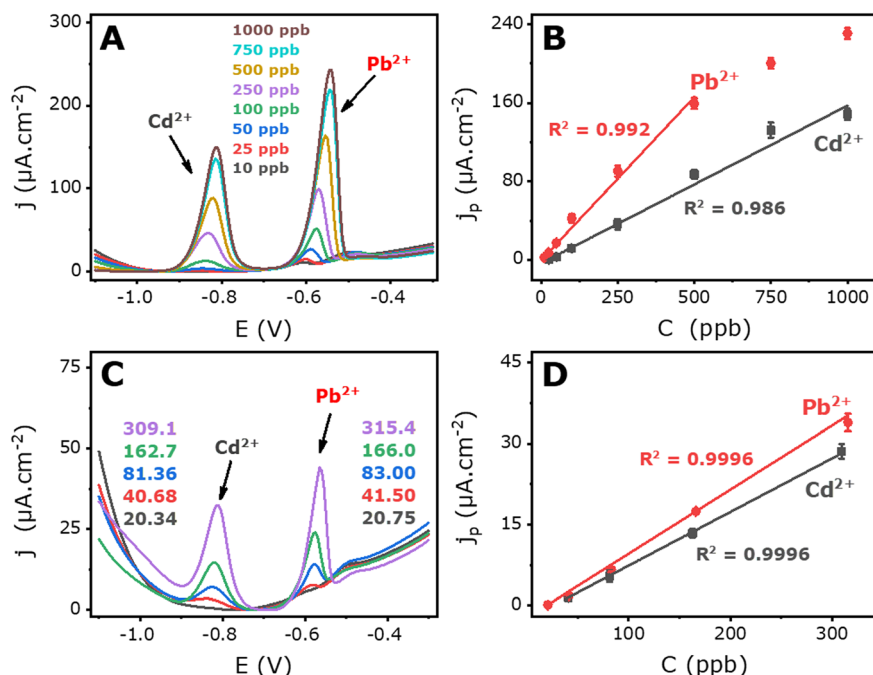 A
1000 ppb
750 ppb
500 ppb
250 ppb
100 ppb
50 ppb
25 ppb
10 ppb
Cd²⁺
Pb²⁺
300
200
100
0
j (µA.cm⁻²)
-1.0
-0.8
-0.6
-0.4
E (V)
B
Pb²⁺
R² = 0.992
Cd²⁺
R² = 0.986
240
160
80
0
jₚ (µA.cm⁻²)
0
250
500
750
1000
C (ppb)
C
Pb²⁺
Cd²⁺
309.1
162.7
81.36
40.68
20.34
315.4
166.0
83.00
41.50
20.75
75
50
25
0
j (µA.cm⁻²)
-1.0
-0.8
-0.6
-0.4
E (V)
D
Pb²⁺
R² = 0.9996
Cd²⁺
R² = 0.9996
45
30
15
0
jₚ (µA.cm⁻²)
100
200
300
C (ppb)